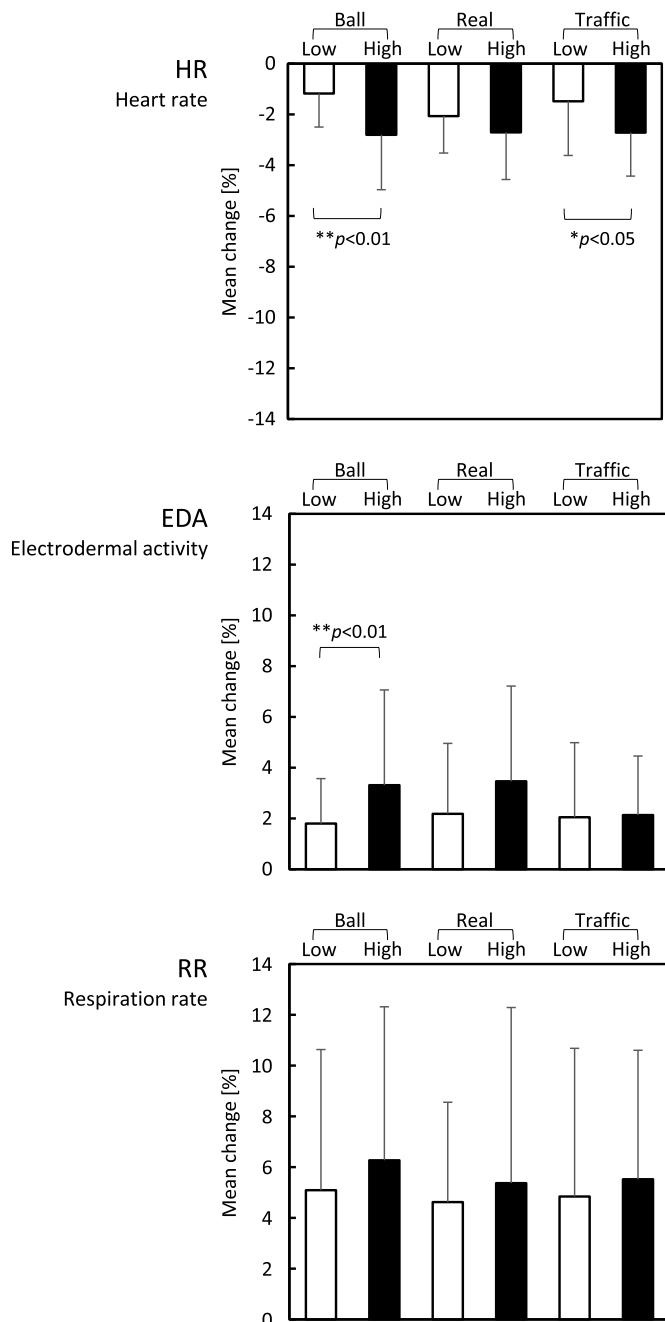 Ball Real Traffic
Low High Low High Low High
HR
Heart rate
Mean change [%]
0
-2
-4
-6
-8
-10
-12
-14
**p<0.01
*p<0.05
Ball Real Traffic
Low High Low High Low High
EDA
Electrodermal activity
Mean change [%]
14
12
10
8
6
4
2
0
**p<0.01
Ball Real Traffic
Low High Low High Low High
RR
Respiration rate
Mean change [%]
14
12
10
8
6
4
2
0